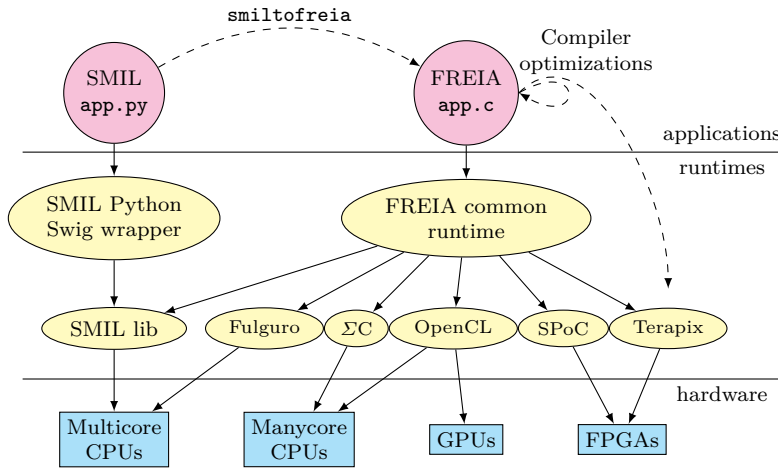 smiltofreia
SMIL
app.py
FREIA
app.c
Compiler
optimizations
applications
runtimes
SMIL Python
Swig wrapper
FREIA common
runtime
SMIL lib
Fulguro
ΣC
OpenCL
SPoC
Terapix
hardware
Multicore
CPUs
Manycore
CPUs
GPUs
FPGAs